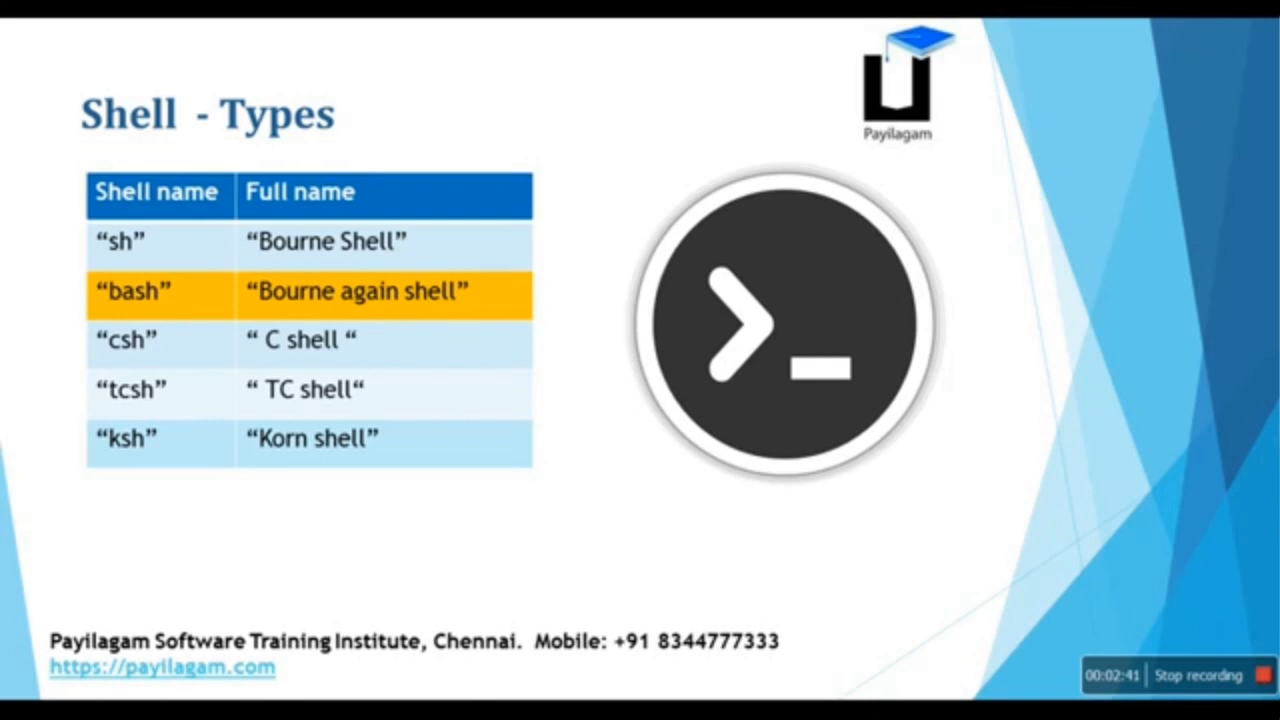 Payilagam
Shell - Types
Shell name Full name
“sh” “Bourne Shell”
“bash” “Bourne again shell”
“csh” “ C shell “
“tcsh” “ TC shell“
“ksh” “Korn shell”
Payilagam Software Training Institute, Chennai. Mobile: +91 8344777333
https://payilagam.com
00:02:41 Stop recording